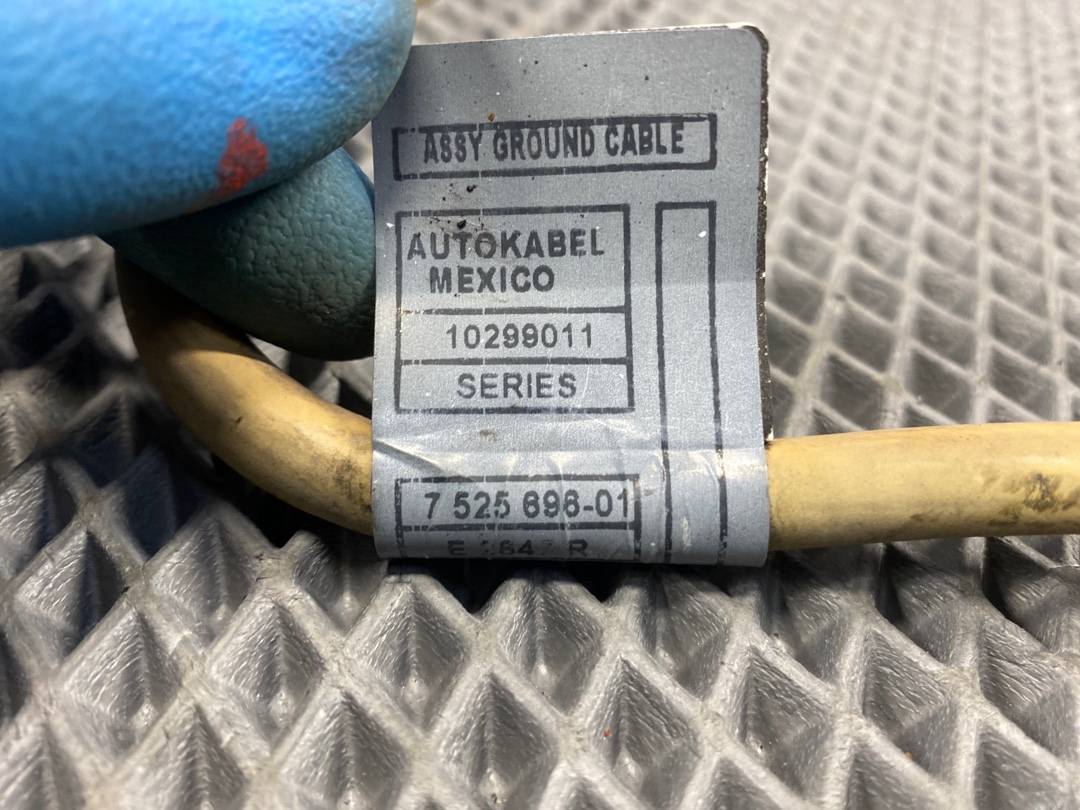 ASSY GROUND CABLE
AUTOKABEL
MEXICO
10299011
SERIES
7 525 696-01